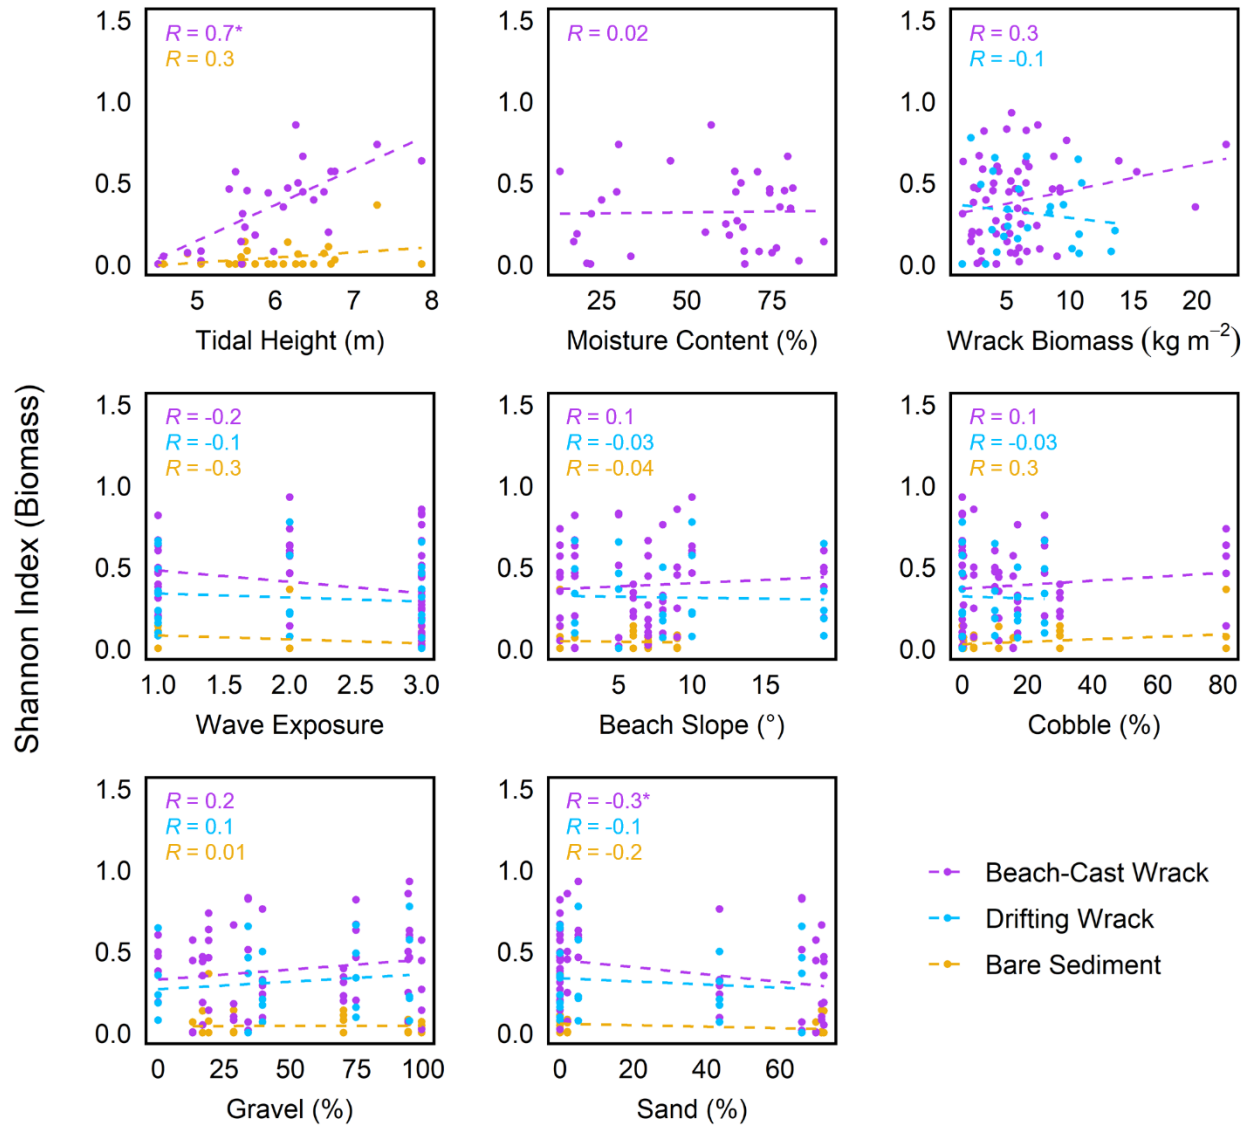 Shannon Index (Biomass)
1.5
1.0
0.5
0.0
R = 0.7*
R = 0.3
5 6 7 8
Tidal Height (m)
1.5
1.0
0.5
0.0
R = 0.02
25 50 75
Moisture Content (%)
1.5
1.0
0.5
0.0
R = 0.3
R = -0.1
5 10 15 20
Wrack Biomass (kg m⁻²)
1.5
1.0
0.5
0.0
R = -0.2
R = -0.1
R = -0.3
1.0 1.5 2.0 2.5 3.0
Wave Exposure
1.5
1.0
0.5
0.0
R = 0.1
R = -0.03
R = -0.04
5 10 15
Beach Slope (°)
1.5
1.0
0.5
0.0
R = 0.1
R = -0.03
R = 0.3
0 20 40 60 80
Cobble (%)
1.5
1.0
0.5
0.0
R = 0.2
R = 0.1
R = 0.01
0 25 50 75 100
Gravel (%)
1.5
1.0
0.5
0.0
R = -0.3*
R = -0.1
R = -0.2
0 20 40 60
Sand (%)
Beach-Cast Wrack
Drifting Wrack
Bare Sediment